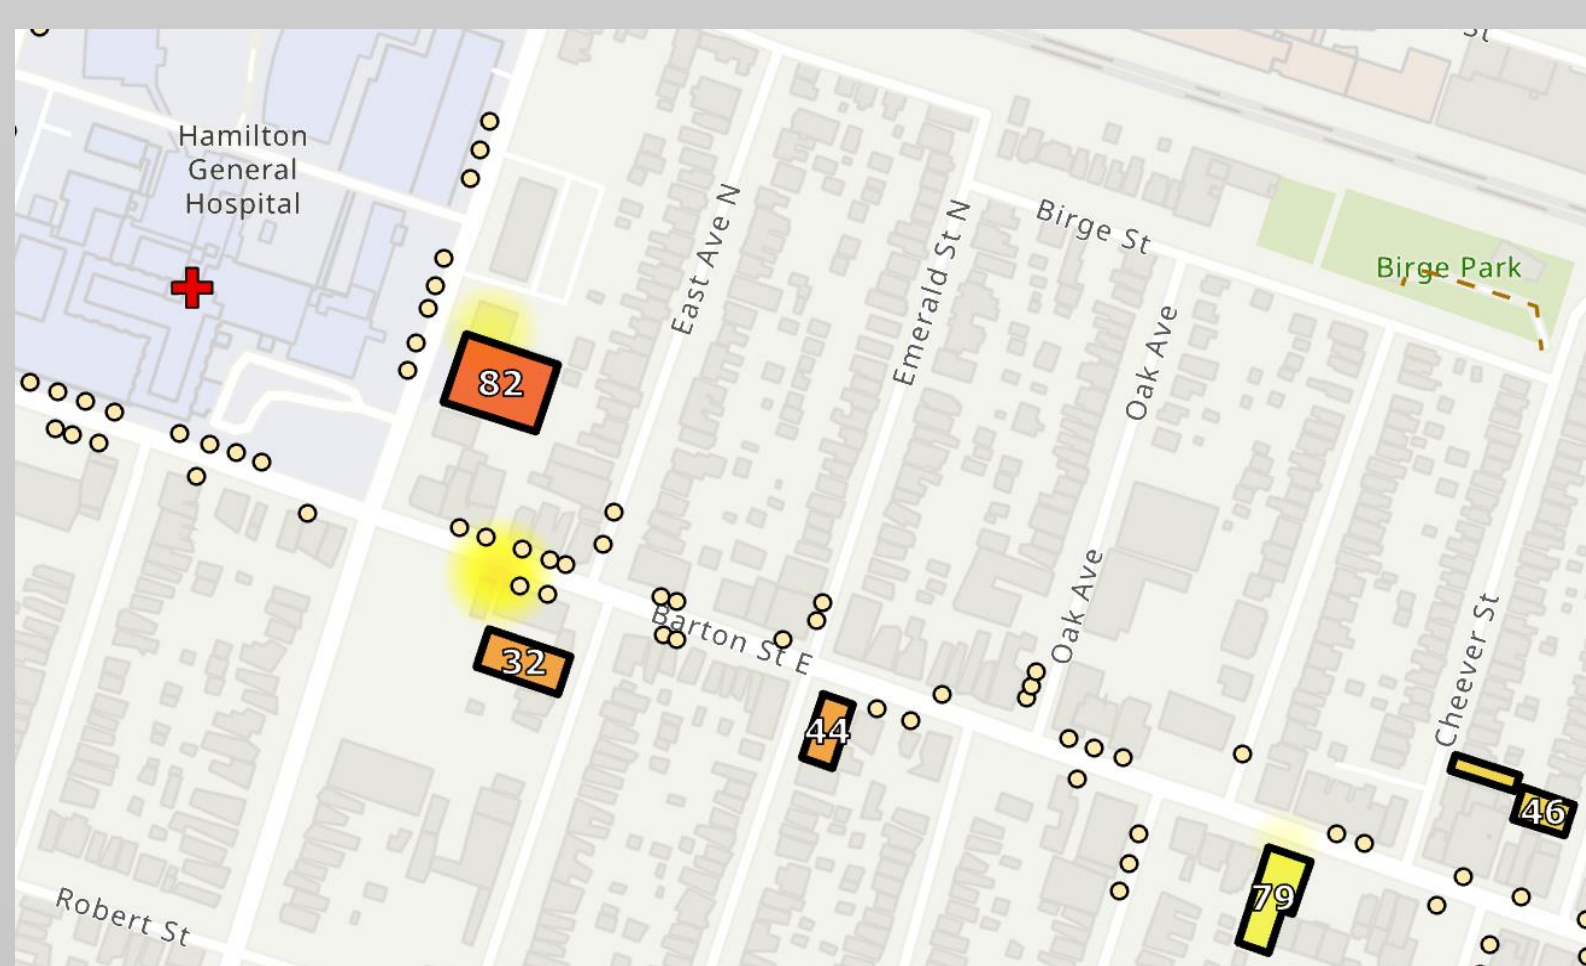 St
Hamilton
General
Hospital
East Ave N
Emerald St N
Birge St
Birge Park
Oak Ave
82
Oak Ave
Barton St E
Cheever St
32
44
46
79
Robert St